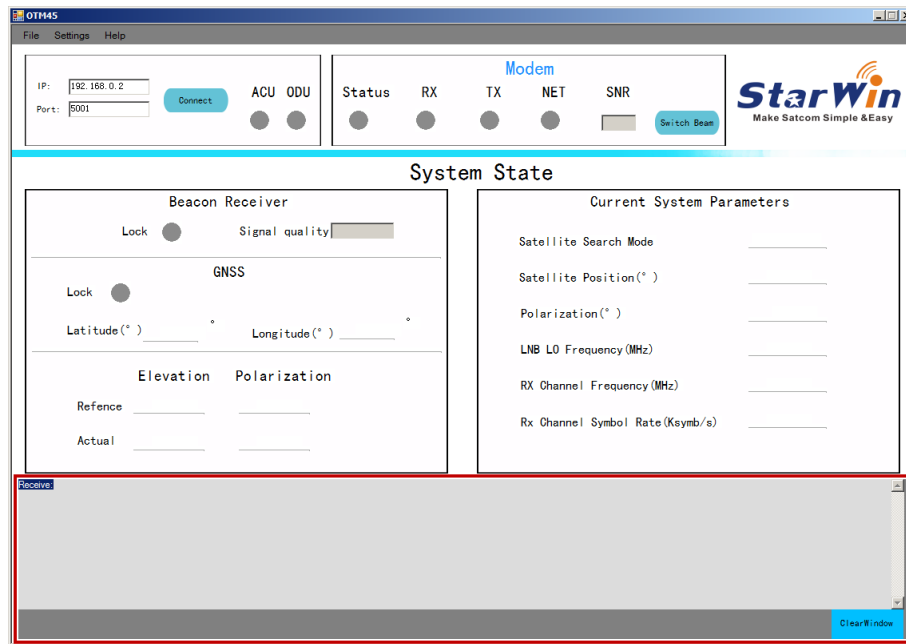 OTM45
File Settings Help
IP: 192.168.0.2
Port: 5001
Connect
ACU ODU
Modem
Status RX TX NET SNR
Switch Beam
StarWin
Make Satcom Simple &Easy
System State
Beacon Receiver
Lock Signal quality
GNSS
Lock
Latitude(°) ° Longitude(°) °
Elevation Polarization
Refence
Actual
Current System Parameters
Satellite Search Mode
Satellite Position(°)
Polarization(°)
LNB LO Frequency(MHz)
RX Channel Frequency(MHz)
Rx Channel Symbol Rate(Ksymb/s)
Receive:
ClearWindow